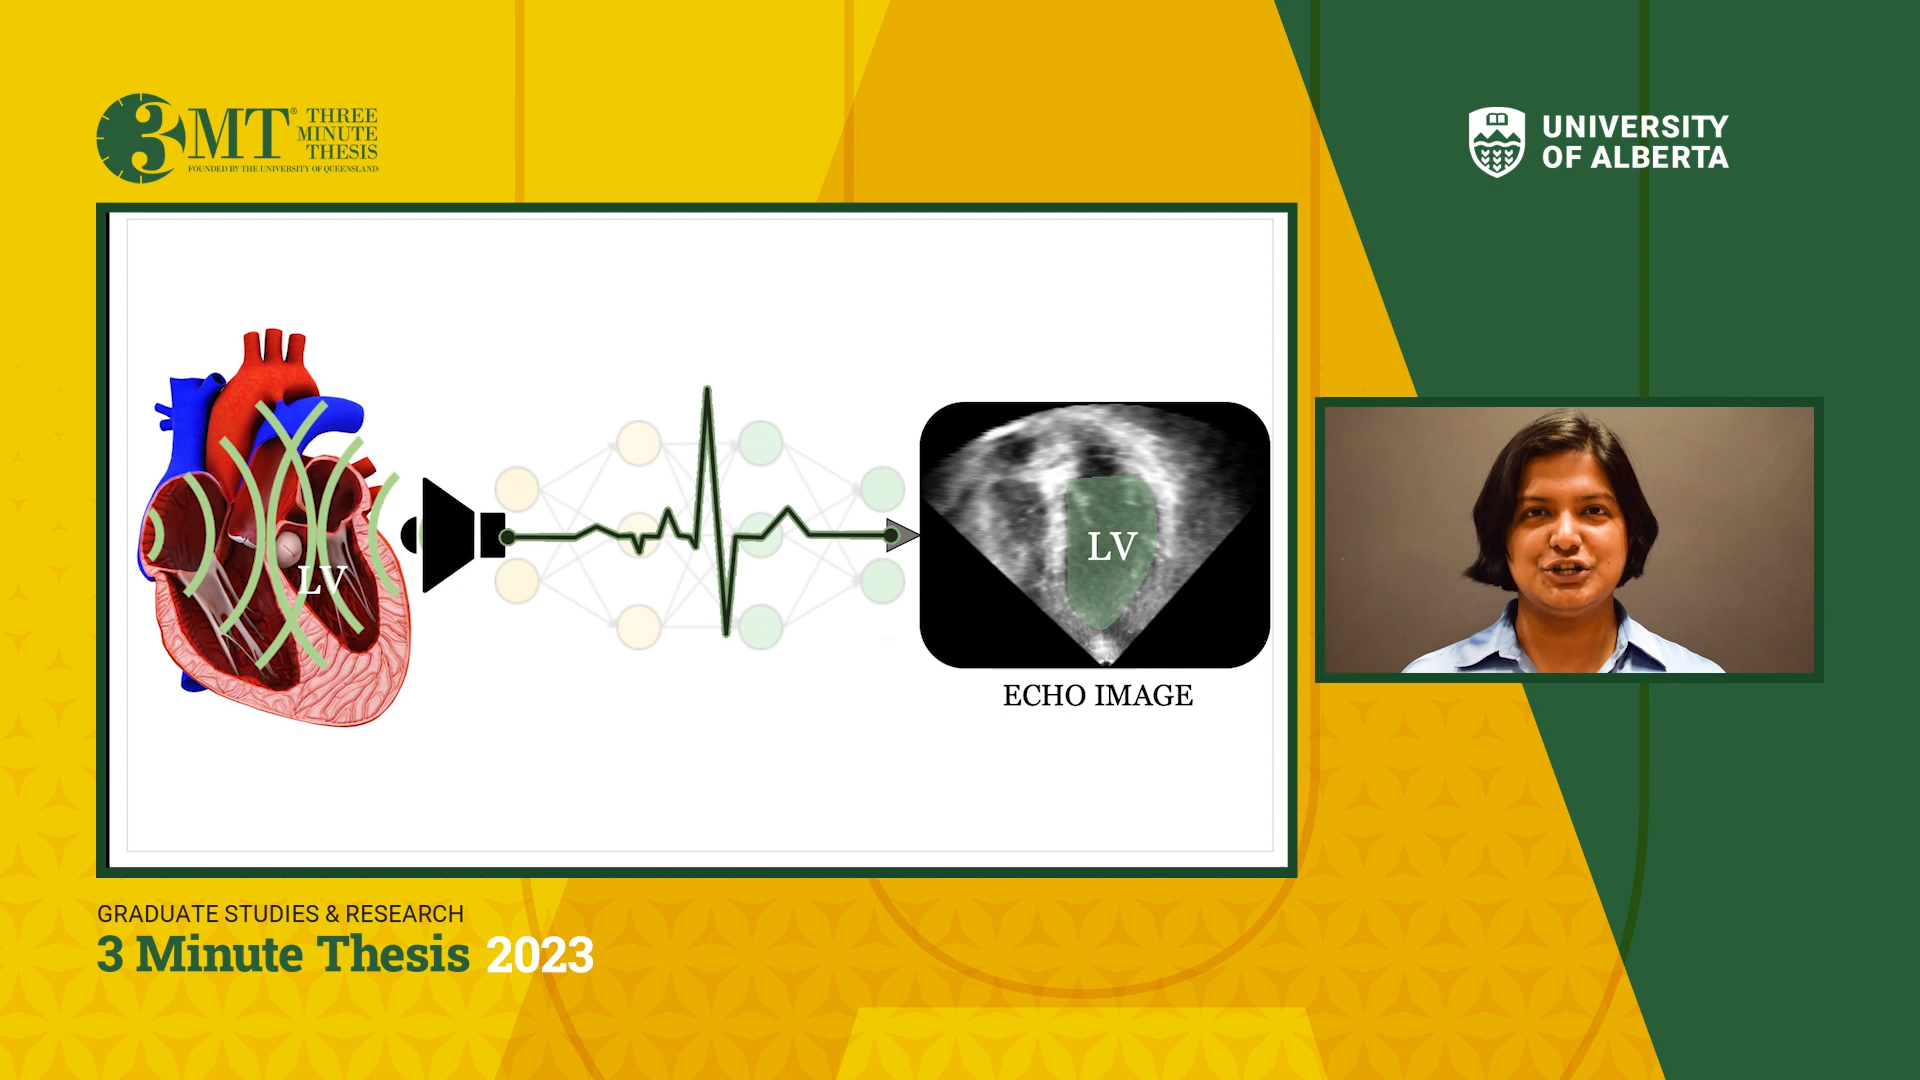 3MT® THREE
MINUTE
THESIS
FOUNDED BY THE UNIVERSITY OF QUEENSLAND
UNIVERSITY
OF ALBERTA
LV
LV
ECHO IMAGE
GRADUATE STUDIES & RESEARCH
3 Minute Thesis 2023